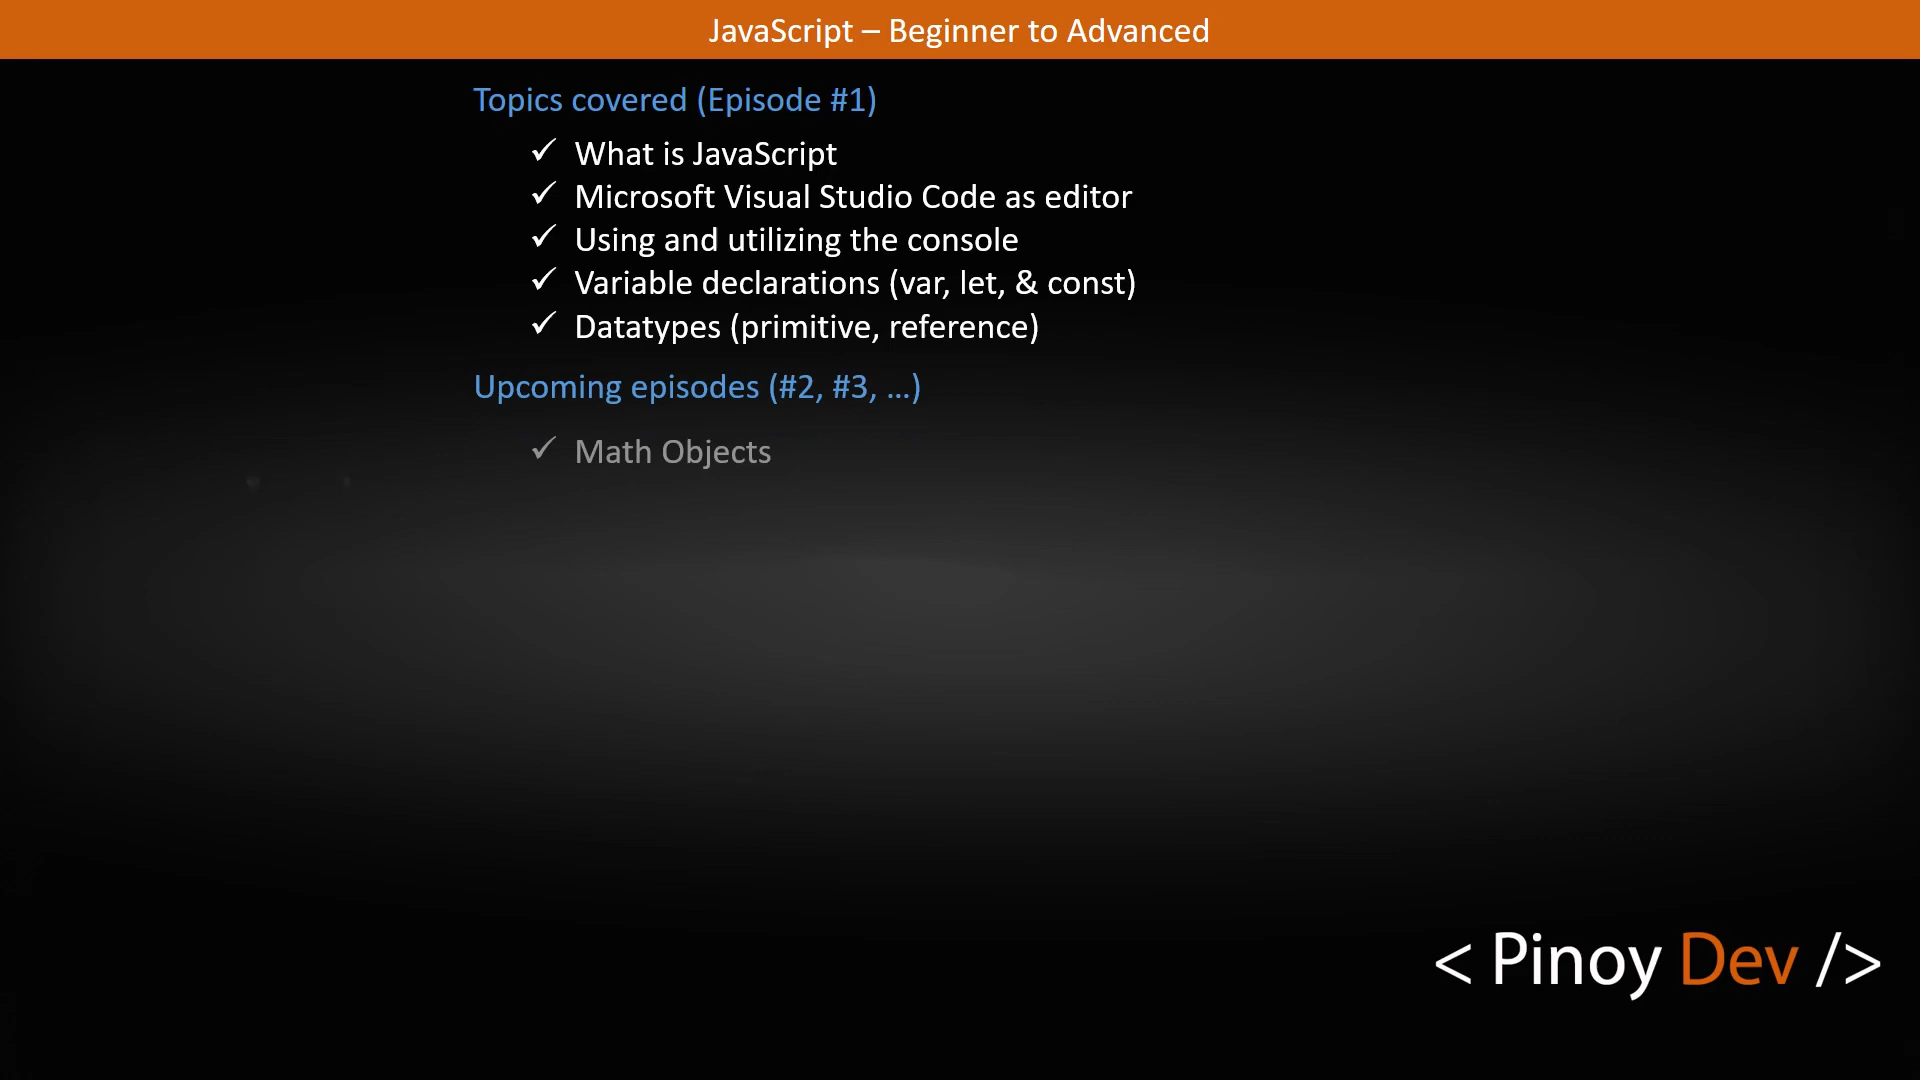 JavaScript – Beginner to Advanced
Topics covered (Episode #1)
✓ What is JavaScript
✓ Microsoft Visual Studio Code as editor
✓ Using and utilizing the console
✓ Variable declarations (var, let, & const)
✓ Datatypes (primitive, reference)
Upcoming episodes (#2, #3, …)
✓ Math Objects
< Pinoy Dev />